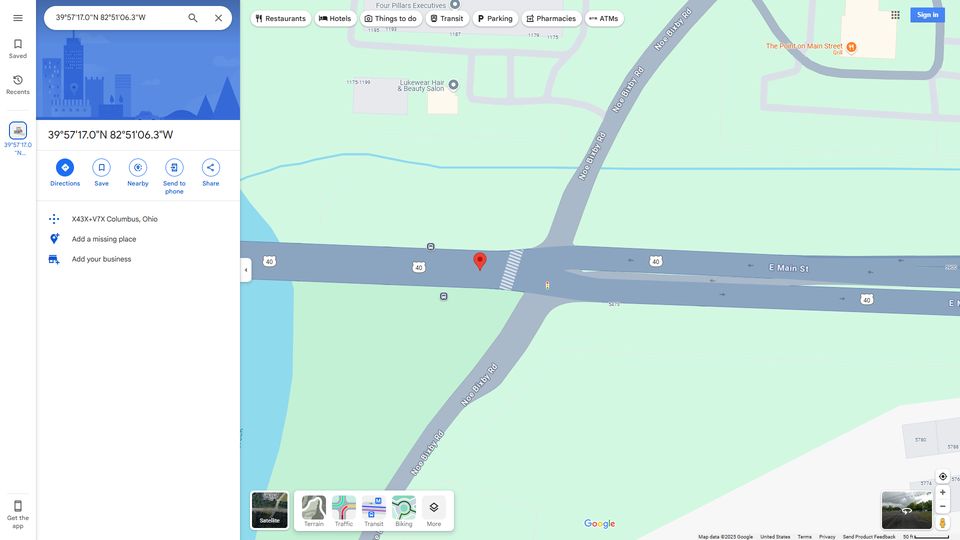 39°57'17.0"N 82°51'06.3"W
Restaurants
Hotels
Things to do
Transit
Parking
Pharmacies
ATMs
Sign in
Saved
Recents
39°57'17.0
"N...
39°57'17.0"N 82°51'06.3"W
Directions
Save
Nearby
Send to
phone
Share
X43X+V7X Columbus, Ohio
Add a missing place
Add your business
Get the
app
Four Pillars Executives
1195
1193
1187
1179
1175
1175-1199
Lukewear Hair
& Beauty Salon
The Point on Main Street
Grill
Noe Bixby Rd
Noe Bixby Rd
Noe Bixby Rd
40
40
40
E Main St
40
E M
Noe Bixby Rd
Noe Bixby Rd
5780
5774
5776
Satellite
Terrain
Traffic
Transit
Biking
More
Google
Map data ©2025 Google
United States
Terms
Privacy
Send Product Feedback
50 ft